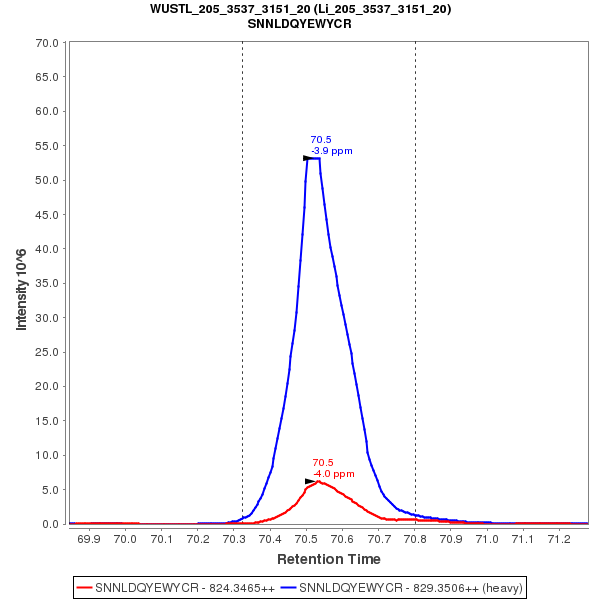 WUSTL_205_3537_3151_20 (Li_205_3537_3151_20)
SNNLDQYEWYCR
70.0
65.0
60.0
55.0
50.0
45.0
40.0
35.0
30.0
25.0
20.0
15.0
10.0
5.0
0.0
Intensity 10^6
70.5
-3.9 ppm
70.5
-4.0 ppm
69.9 70.0 70.1 70.2 70.3 70.4 70.5 70.6 70.7 70.8 70.9 71.0 71.1 71.2
Retention Time
SNNLDQYEWYCR - 824.3465++ SNNLDQYEWYCR - 829.3506++ (heavy)